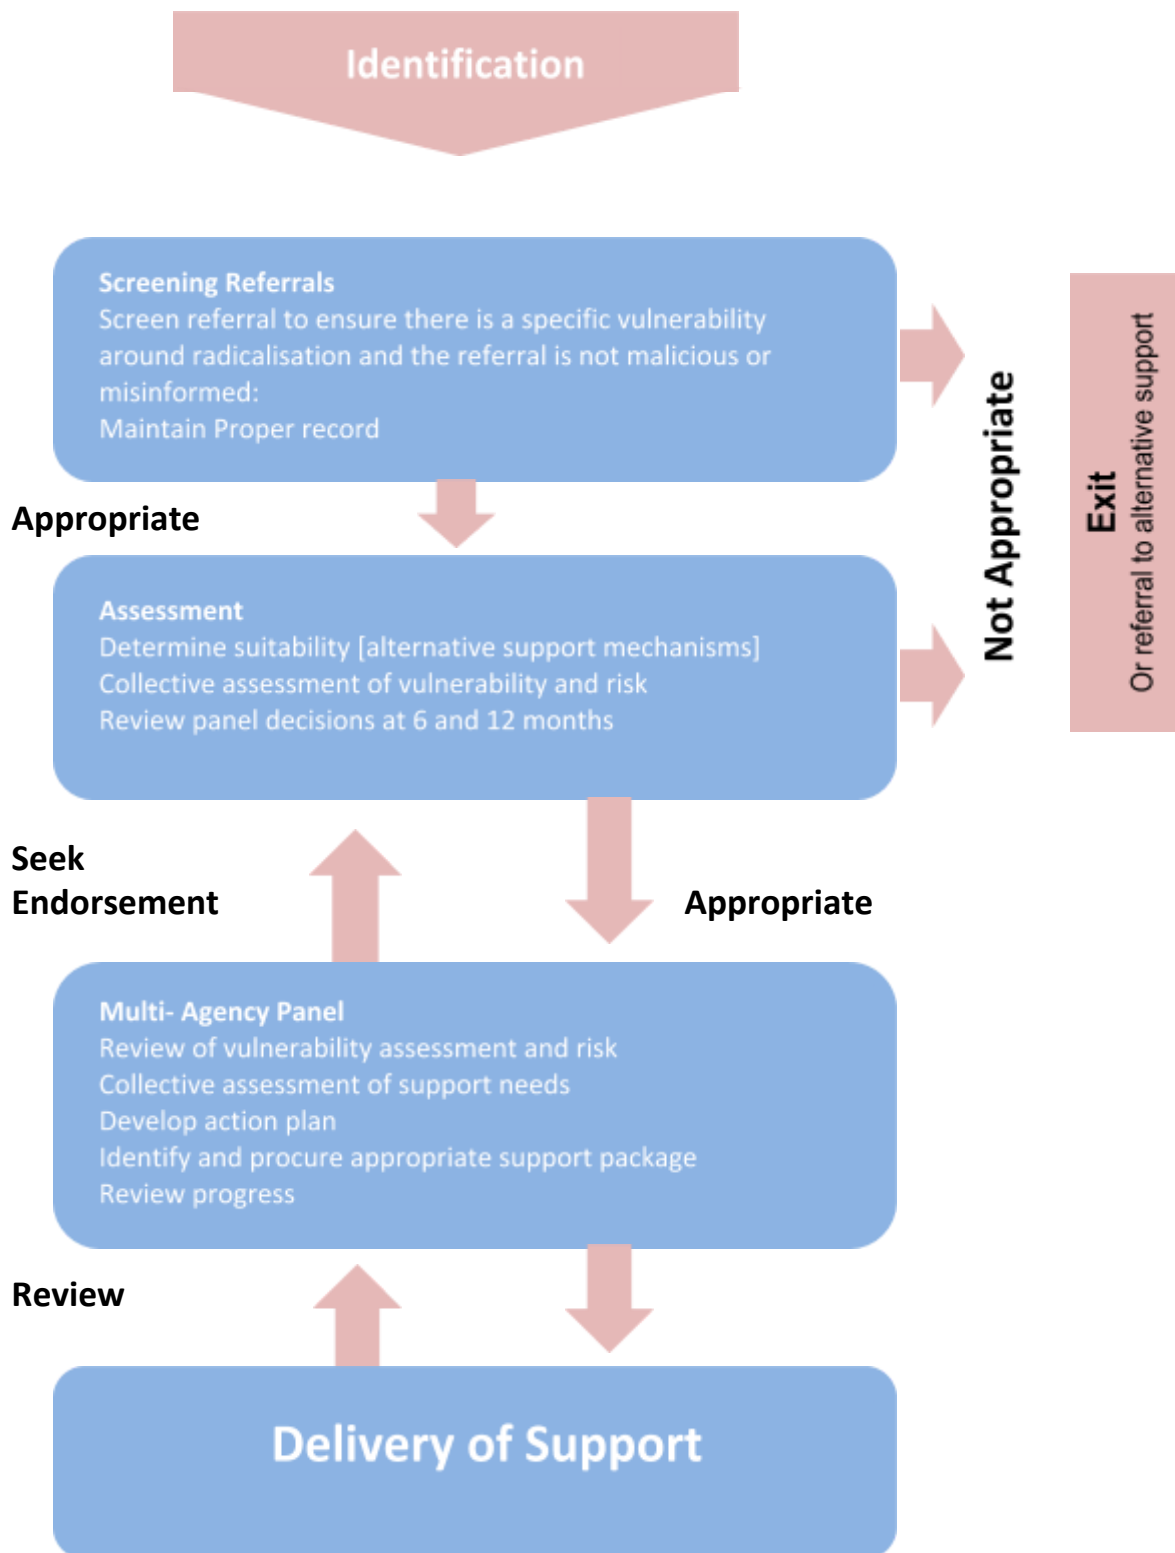 Identification
Screening Referrals
Screen referral to ensure there is a specific vulnerability
around radicalisation and the referral is not malicious or
misinformed:
Maintain Proper record
Not Appropriate
Exit
Or referral to alternative support
Appropriate
Assessment
Determine suitability [alternative support mechanisms]
Collective assessment of vulnerability and risk
Review panel decisions at 6 and 12 months
Seek
Endorsement
Appropriate
Multi- Agency Panel
Review of vulnerability assessment and risk
Collective assessment of support needs
Develop action plan
Identify and procure appropriate support package
Review progress
Review
Delivery of Support